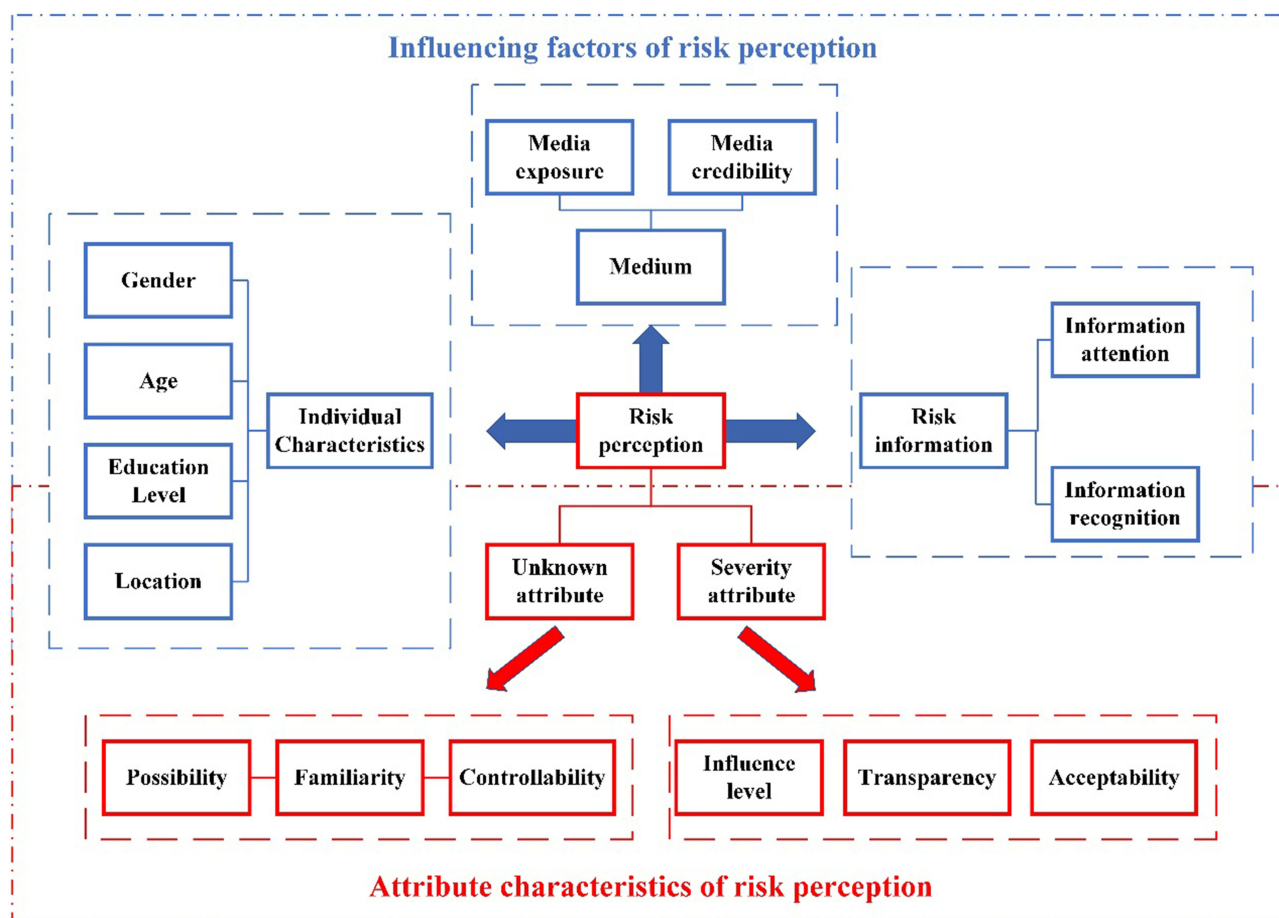 Influencing factors of risk perception
Media
exposure
Media
credibility
Medium
Gender
Age
Education
Level
Location
Individual
Characteristics
Risk
perception
Risk
information
Information
attention
Information
recognition
Unknown
attribute
Severity
attribute
Possibility
Familiarity
Controllability
Influence
level
Transparency
Acceptability
Attribute characteristics of risk perception